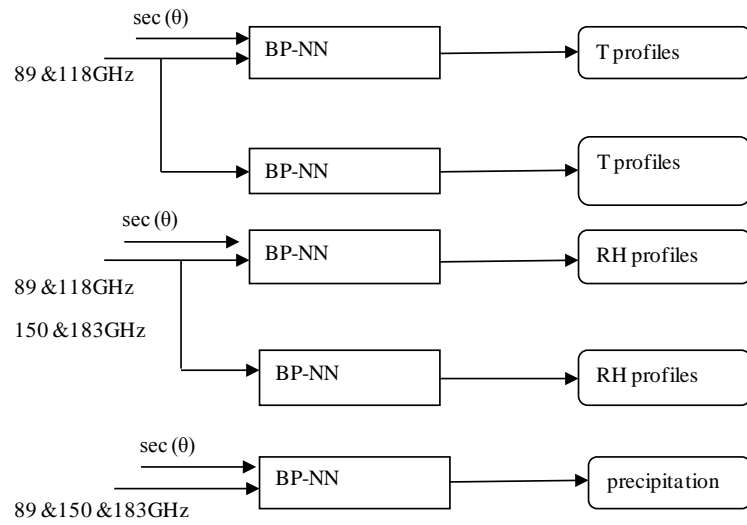 sec (θ)
89 &118GHz
BP-NN
T profiles
BP-NN
T profiles
sec (θ)
89 &118GHz
150 &183GHz
BP-NN
RH profiles
BP-NN
RH profiles
sec (θ)
89 &150 &183GHz
BP-NN
precipitation